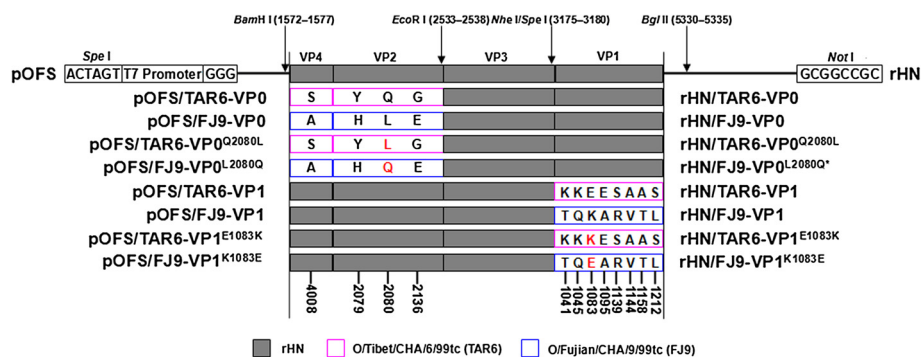 BamH I (1572–1577)
EcoR I (2533–2538)
Nhe I/Spe I (3175–3180)
Bgl II (5330–5335)
Spe I
VP4
VP2
VP3
VP1
Not I
pOFS
ACTAGT T7 Promoter GGG
GCGGCCGC
rHN
pOFS/TAR6-VP0 S Y Q G rHN/TAR6-VP0
pOFS/FJ9-VP0 A H L E rHN/FJ9-VP0
pOFS/TAR6-VP0Q2080L S Y L G rHN/TAR6-VP0Q2080L
pOFS/FJ9-VP0L2080Q A H Q E rHN/FJ9-VP0L2080Q*
pOFS/TAR6-VP1 K K E E S A A S rHN/TAR6-VP1
pOFS/FJ9-VP1 T Q K A R V T L rHN/FJ9-VP1
pOFS/TAR6-VP1E1083K K K K E S A A S rHN/TAR6-VP1E1083K
pOFS/FJ9-VP1K1083E T Q E A R V T L rHN/FJ9-VP1K1083E
4008
2079
2080
2136
1041
1045
1083
1095
1139
1144
1158
1212
rHN
O/Tibet/CHA/6/99tc (TAR6)
O/Fujian/CHA/9/99tc (FJ9)